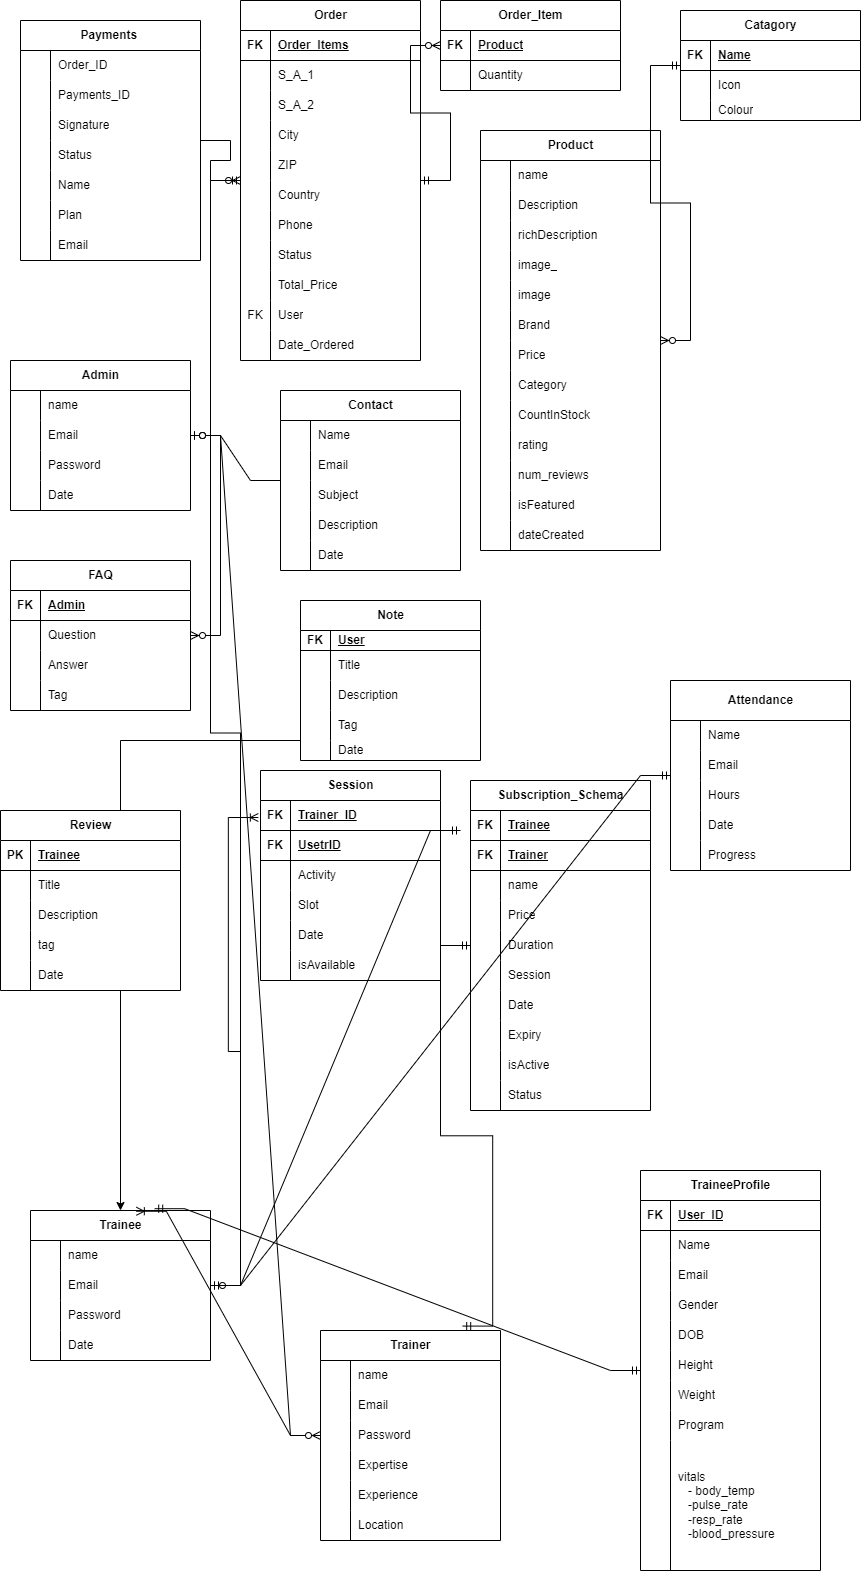 Payments
Order_ID
Payments_ID
Signature
Status
Name
Plan
Email
Order
FK Order_Items
S_A_1
S_A_2
City
ZIP
Country
Phone
Status
Total_Price
FK User
Date_Ordered
Order_Item
FK Product
Quantity
Catagory
FK Name
Icon
Colour
Product
name
Description
richDescription
image_
image
Brand
Price
Category
CountInStock
rating
num_reviews
isFeatured
dateCreated
Admin
name
Email
Password
Date
Contact
Name
Email
Subject
Description
Date
FAQ
FK Admin
Question
Answer
Tag
Note
FK User
Title
Description
Tag
Date
Attendance
Name
Email
Hours
Date
Progress
Session
FK Trainer_ID
FK UsetrID
Activity
Slot
Date
isAvailable
Subscription_Schema
FK Trainee
FK Trainer
name
Price
Duration
Session
Date
Expiry
isActive
Status
Review
PK Trainee
Title
Description
tag
Date
Trainee
name
Email
Password
Date
Trainer
name
Email
Password
Expertise
Experience
Location
TraineeProfile
FK User_ID
Name
Email
Gender
DOB
Height
Weight
Program
vitals
- body_temp
-pulse_rate
-resp_rate
-blood_pressure